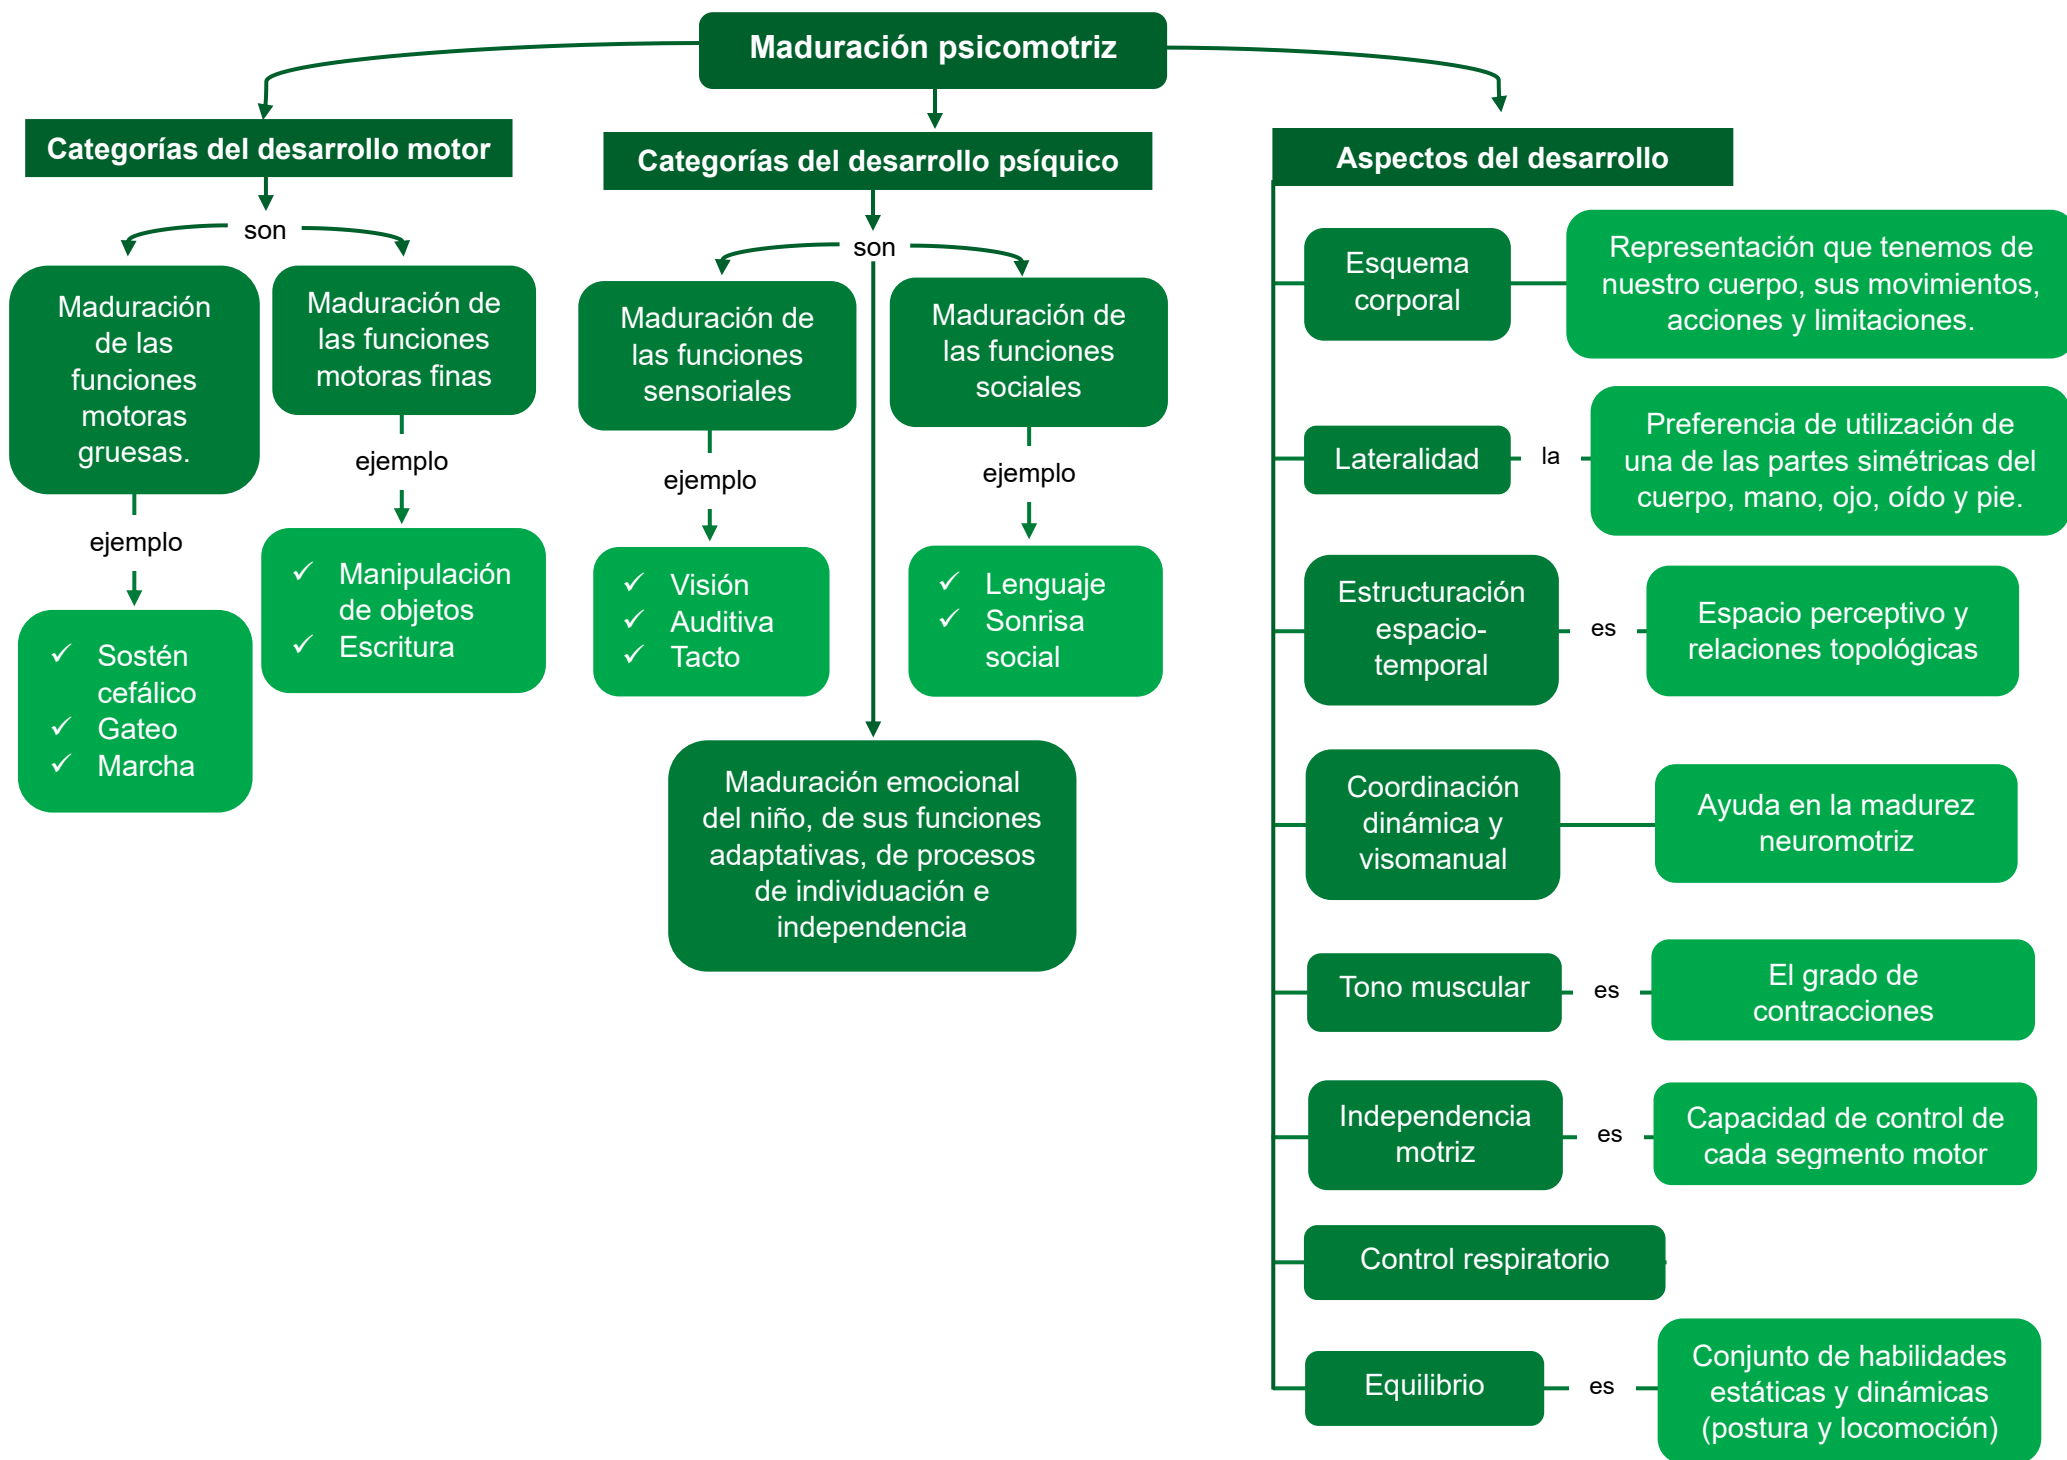 Maduración psicomotriz
Categorías del desarrollo motor
son
Maduración
de las
funciones
motoras
gruesas.
ejemplo
✓ Sostén
cefálico
✓ Gateo
✓ Marcha
Maduración de
las funciones
motoras finas
ejemplo
✓ Manipulación
de objetos
✓ Escritura
Categorías del desarrollo psíquico
son
Maduración de
las funciones
sensoriales
ejemplo
✓ Visión
✓ Auditiva
✓ Tacto
Maduración de
las funciones
sociales
ejemplo
✓ Lenguaje
✓ Sonrisa
social
Maduración emocional
del niño, de sus funciones
adaptativas, de procesos
de individuación e
independencia
Aspectos del desarrollo
Esquema
corporal
Representación que tenemos de
nuestro cuerpo, sus movimientos,
acciones y limitaciones.
Lateralidad
la
Preferencia de utilización de
una de las partes simétricas del
cuerpo, mano, ojo, oído y pie.
Estructuración
espacio-
temporal
es
Espacio perceptivo y
relaciones topológicas
Coordinación
dinámica y
visomanual
Ayuda en la madurez
neuromotriz
Tono muscular
es
El grado de
contracciones
Independencia
motriz
es
Capacidad de control de
cada segmento motor
Control respiratorio
Equilibrio
es
Conjunto de habilidades
estáticas y dinámicas
(postura y locomoción)